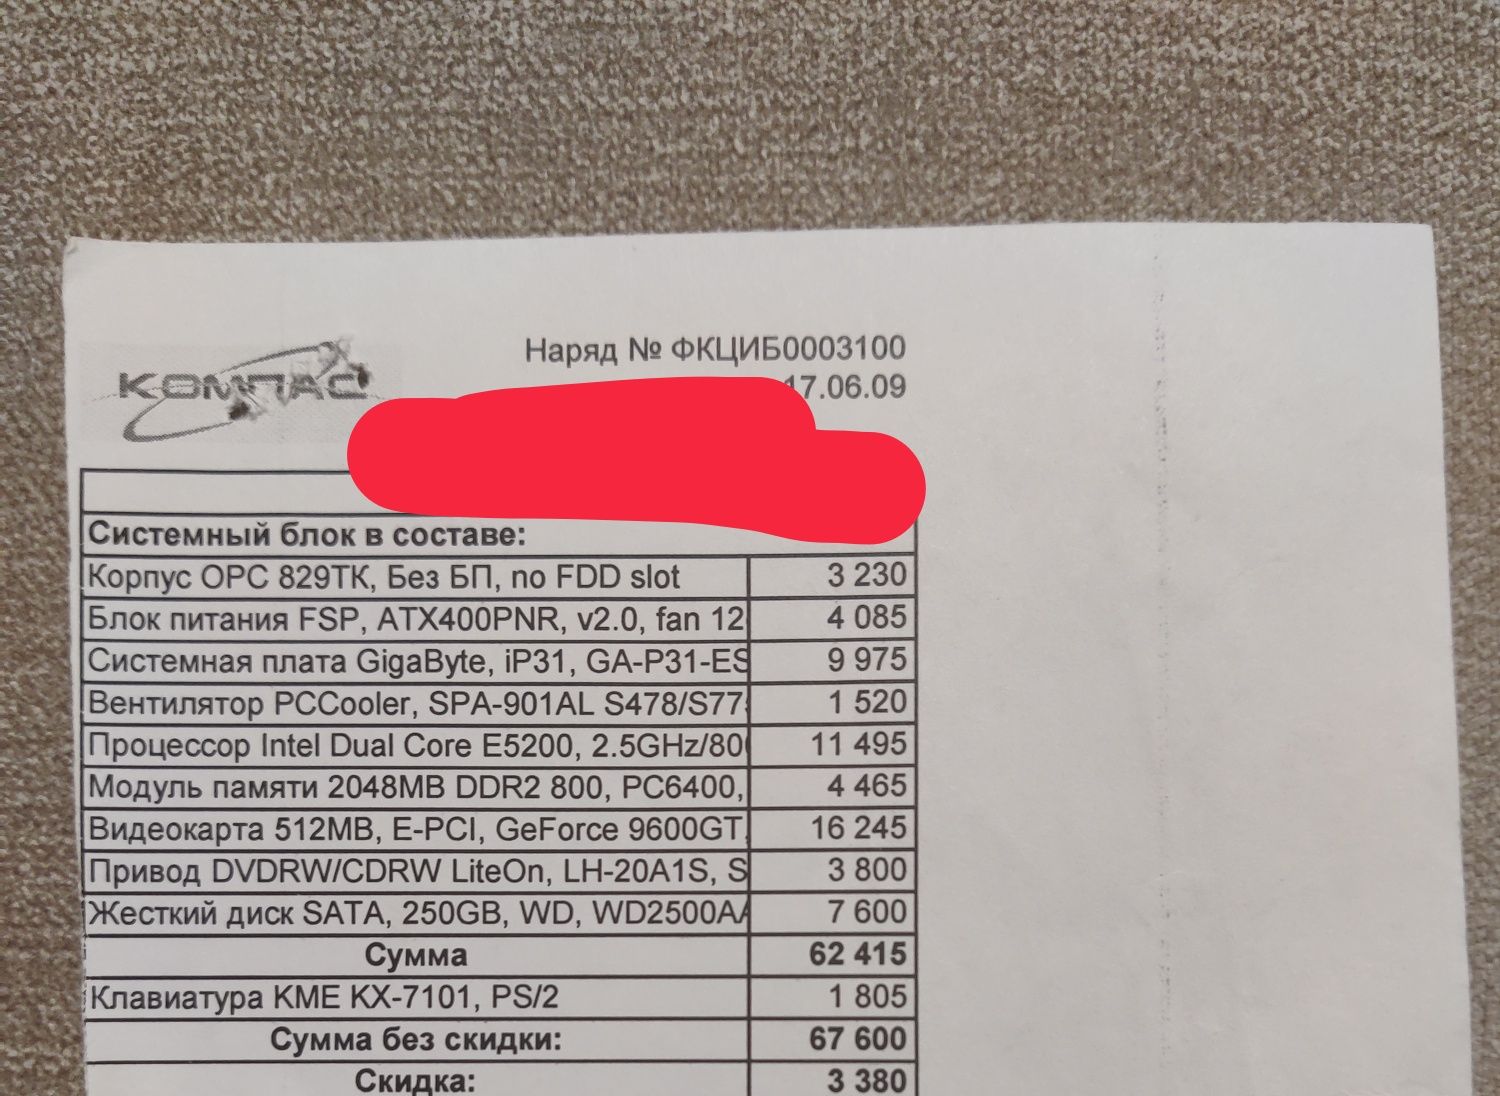 КОМПАС
Наряд № ФКЦИБ0003100
17.06.09
Системный блок в составе:
Корпус OPC 829TK, Без БП, no FDD slot 3 230
Блок питания FSP, ATX400PNR, v2.0, fan 12 4 085
Системная плата GigaByte, iP31, GA-P31-ES 9 975
Вентилятор PCCooler, SPA-901AL S478/S77 1 520
Процессор Intel Dual Core E5200, 2.5GHz/80 11 495
Модуль памяти 2048MB DDR2 800, PC6400, 4 465
Видеокарта 512MB, E-PCI, GeForce 9600GT, 16 245
Привод DVDRW/CDRW LiteOn, LH-20A1S, S 3 800
Жесткий диск SATA, 250GB, WD, WD2500AA 7 600
Сумма 62 415
Клавиатура KME KX-7101, PS/2 1 805
Сумма без скидки: 67 600
Скидка: 3 380